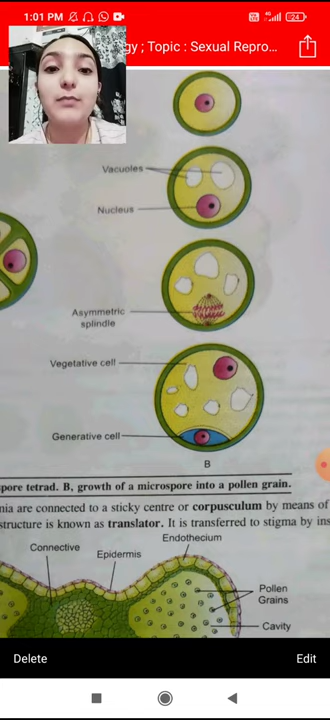 1:01 PM
24
gy ; Topic : Sexual Repro...
Vacuoles
Nucleus
Asymmetric
splindle
Vegetative cell
Generative cell
B
pore tetrad. B, growth of a microspore into a pollen grain.
nia are connected to a sticky centre or corpusculum by means of
structure is known as translator. It is transferred to stigma by ins
Endothecium
Connective
Epidermis
Pollen
Grains
Cavity
Delete
Edit